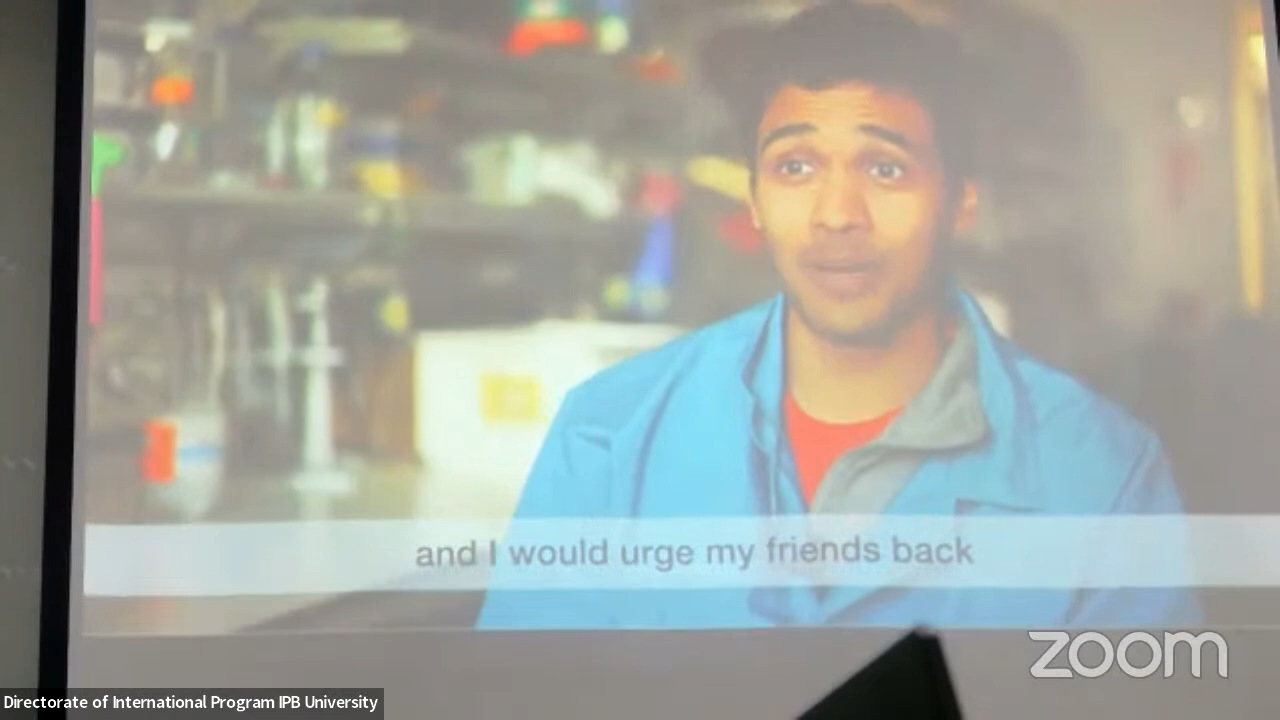 and I would urge my friends back
zoom
Directorate of International Program IPB University